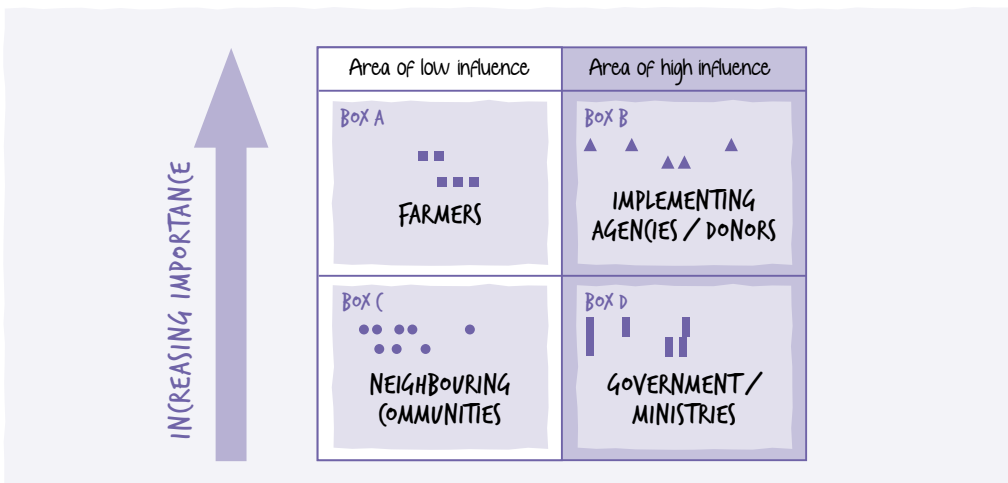 INCREASING IMPORTANCE
Area of low influence
Area of high influence
BOX A
FARMERS
BOX B
IMPLEMENTING
AGENCIES / DONORS
BOX C
NEIGHBOURING
COMMUNITIES
BOX D
GOVERNMENT /
MINISTRIES